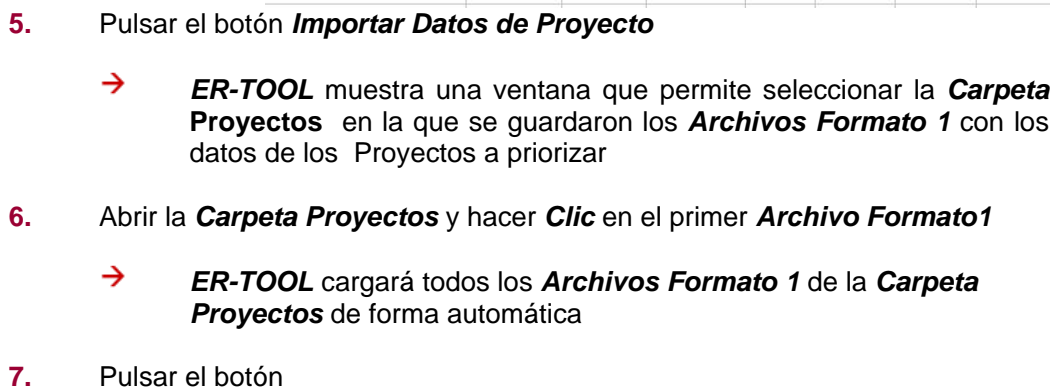 5. Pulsar el botón Importar Datos de Proyecto
→ ER-TOOL muestra una ventana que permite seleccionar la Carpeta
Proyectos en la que se guardaron los Archivos Formato 1 con los
datos de los Proyectos a priorizar
6. Abrir la Carpeta Proyectos y hacer Clic en el primer Archivo Formato1
→ ER-TOOL cargará todos los Archivos Formato 1 de la Carpeta
Proyectos de forma automática
7. Pulsar el botón